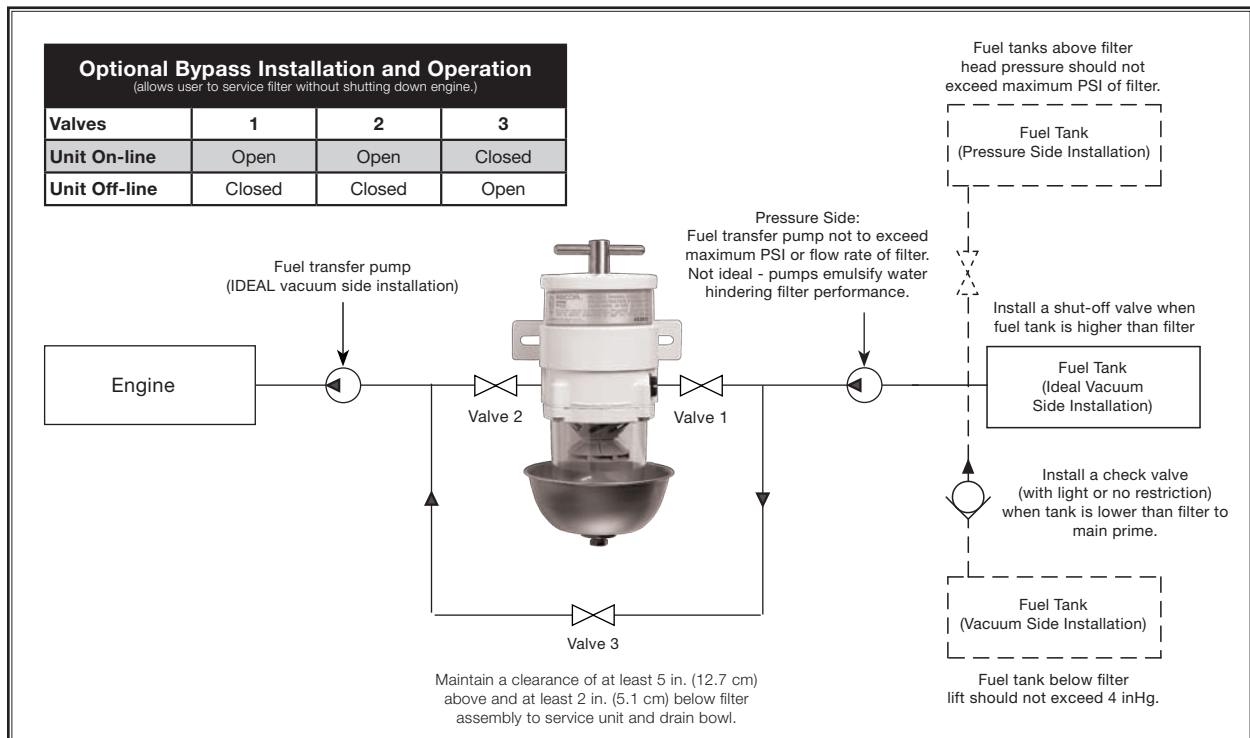 Optional Bypass Installation and Operation
(allows user to service filter without shutting down engine.)
Valves 1 2 3
Unit On-line Open Open Closed
Unit Off-line Closed Closed Open
Fuel tanks above filter
head pressure should not
exceed maximum PSI of filter.
Fuel Tank
(Pressure Side Installation)
Pressure Side:
Fuel transfer pump not to exceed
maximum PSI or flow rate of filter.
Not ideal - pumps emulsify water
hindering filter performance.
Fuel transfer pump
(IDEAL vacuum side installation)
Install a shut-off valve when
fuel tank is higher than filter
Engine
Valve 2
Valve 1
Fuel Tank
(Ideal Vacuum
Side Installation)
Install a check valve
(with light or no restriction)
when tank is lower than filter to
main prime.
Fuel Tank
(Vacuum Side Installation)
Valve 3
Maintain a clearance of at least 5 in. (12.7 cm)
above and at least 2 in. (5.1 cm) below filter
assembly to service unit and drain bowl.
Fuel tank below filter
lift should not exceed 4 inHg.